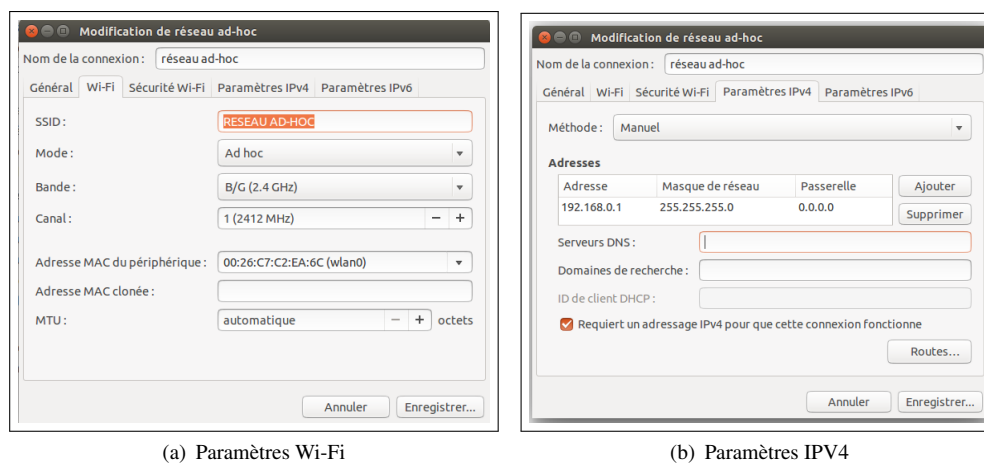 Modification de réseau ad-hoc
Nom de la connexion : réseau ad-hoc
Général Wi-Fi Sécurité Wi-Fi Paramètres IPv4 Paramètres IPv6
SSID : RESEAU AD-HOC
Mode : Ad hoc
Bande : B/G (2.4 GHz)
Canal : 1 (2412 MHz) − +
Adresse MAC du périphérique : 00:26:C7:C2:EA:6C (wlan0)
Adresse MAC clonée :
MTU : automatique − + octets
Annuler Enregistrer...
(a) Paramètres Wi-Fi
Modification de réseau ad-hoc
Nom de la connexion : réseau ad-hoc
Général Wi-Fi Sécurité Wi-Fi Paramètres IPv4 Paramètres IPv6
Méthode : Manuel
Adresses
Adresse Masque de réseau Passerelle Ajouter
192.168.0.1 255.255.255.0 0.0.0.0 Supprimer
Serveurs DNS :
Domaines de recherche :
ID de client DHCP :
Requiert un adressage IPv4 pour que cette connexion fonctionne
Routes…
Annuler Enregistrer...
(b) Paramètres IPV4